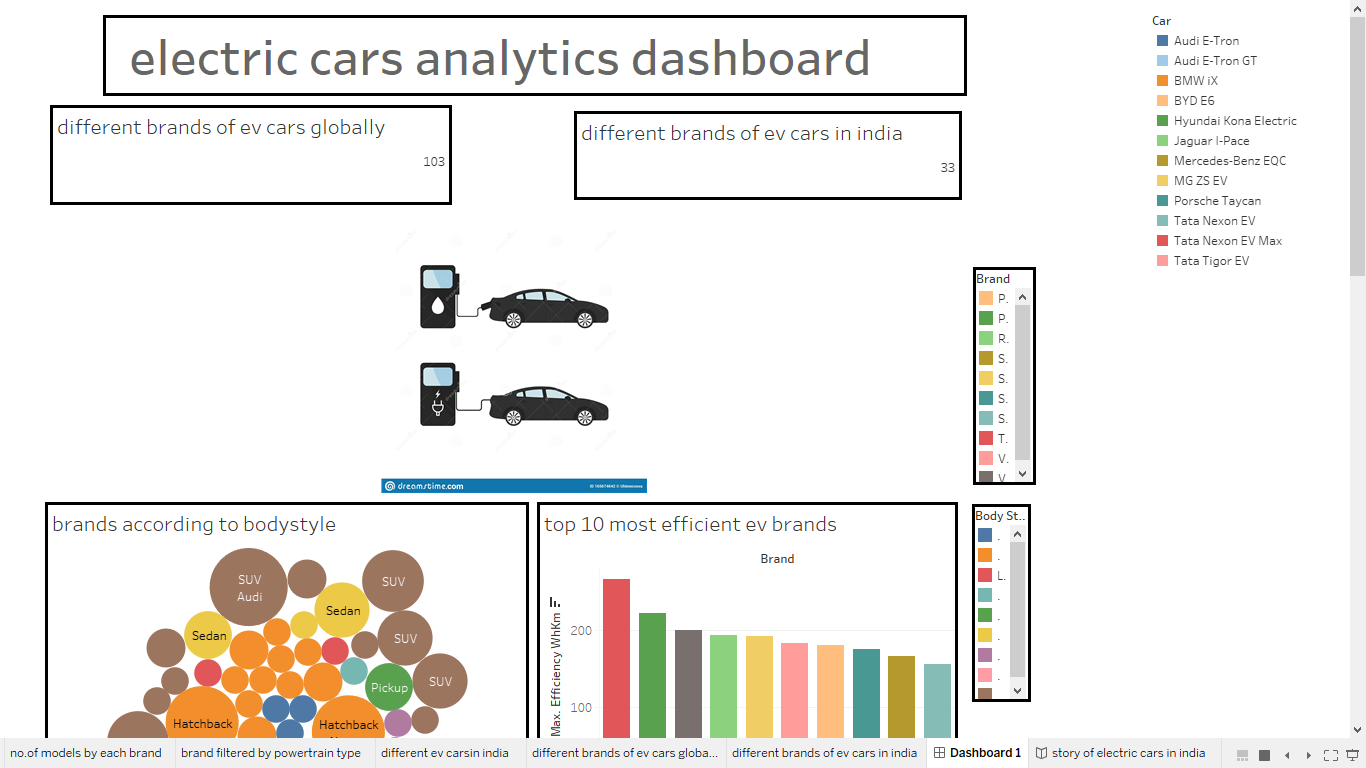 electric cars analytics dashboard
different brands of ev cars globally
103
different brands of ev cars in india
33
Car
Audi E-Tron
Audi E-Tron GT
BMW iX
BYD E6
Hyundai Kona Electric
Jaguar I-Pace
Mercedes-Benz EQC
MG ZS EV
Porsche Taycan
Tata Nexon EV
Tata Nexon EV Max
Tata Tigor EV
Brand
P.
P.
R.
S.
S.
S.
S.
T.
V.
V
dreamstime.com
brands according to bodystyle
SUV
Audi
SUV
Sedan
Sedan
SUV
SUV
Pickup
Hatchback
Hatchback
top 10 most efficient ev brands
Brand
Max. Efficiency WhKm
200
100
Body St..
.
.
L.
.
.
.
.
.
no.of models by each brand
brand filtered by powertrain type
different ev carsin india
different brands of ev cars globa...
different brands of ev cars in india
Dashboard 1
story of electric cars in india